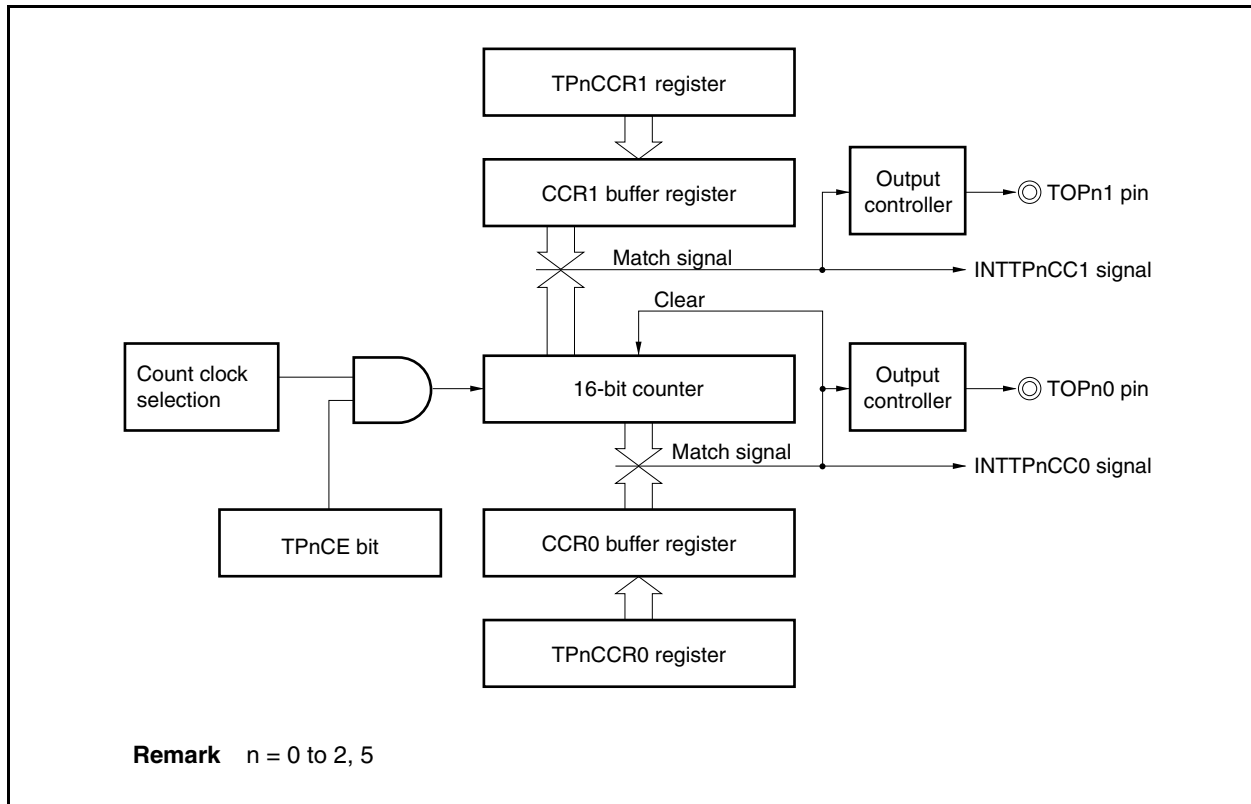 TPnCCR1 register
CCR1 buffer register
Output
controller
TOPn1 pin
Match signal
INTTPnCC1 signal
Clear
Count clock
selection
16-bit counter
Output
controller
TOPn0 pin
Match signal
INTTPnCC0 signal
TPnCE bit
CCR0 buffer register
TPnCCR0 register
Remark n = 0 to 2, 5